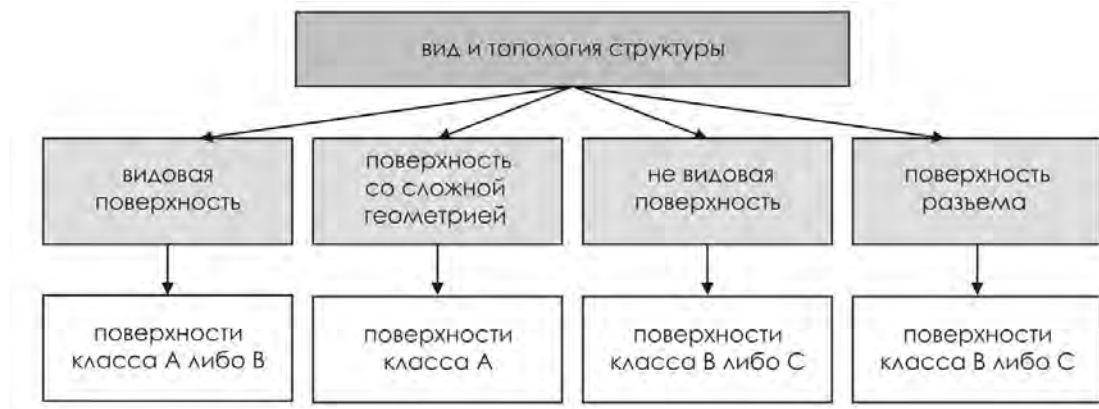 вид и топология структуры
видовая
поверхность
поверхность
со сложной
геометрией
не видовая
поверхность
поверхность
разъема
поверхности
класса А либо В
поверхности
класса А
поверхности
класса В либо С
поверхности
класса В либо С